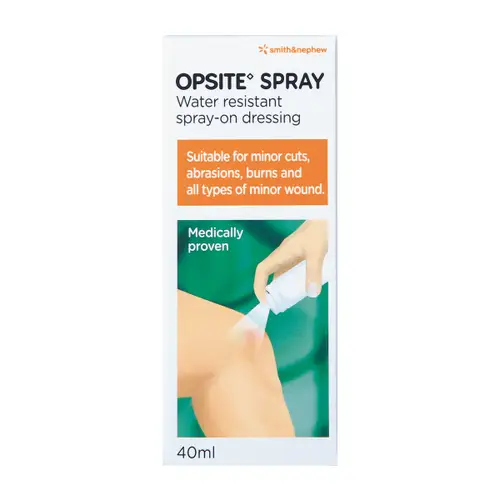 smith&nephew
OPSITE◊ SPRAY
Water resistant
spray-on dressing
Suitable for minor cuts,
abrasions, burns and
all types of minor wound.
Medically
proven
40ml